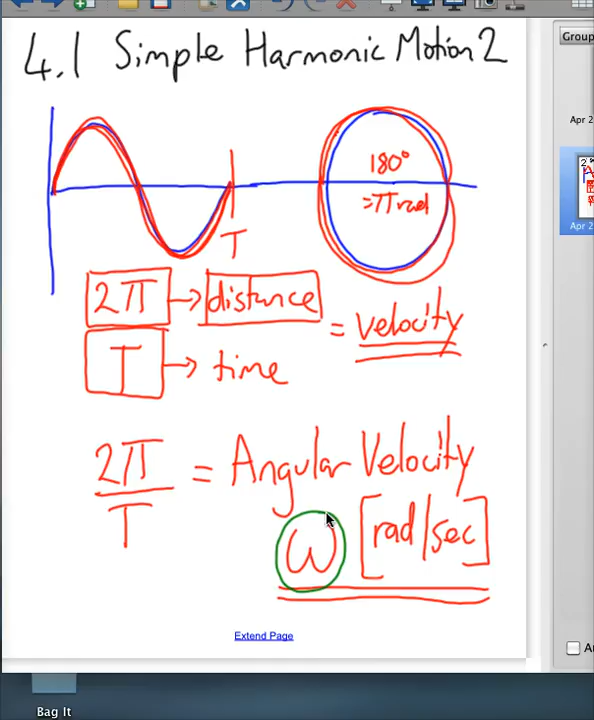 Group
4.1 Simple Harmonic Motion 2
Apr 2
2
180°
=π rad
T
Apr 2
2π → distance
= velocity
T → time
2π = Angular Velocity
T
ω [rad/sec]
Extend Page
Bag It